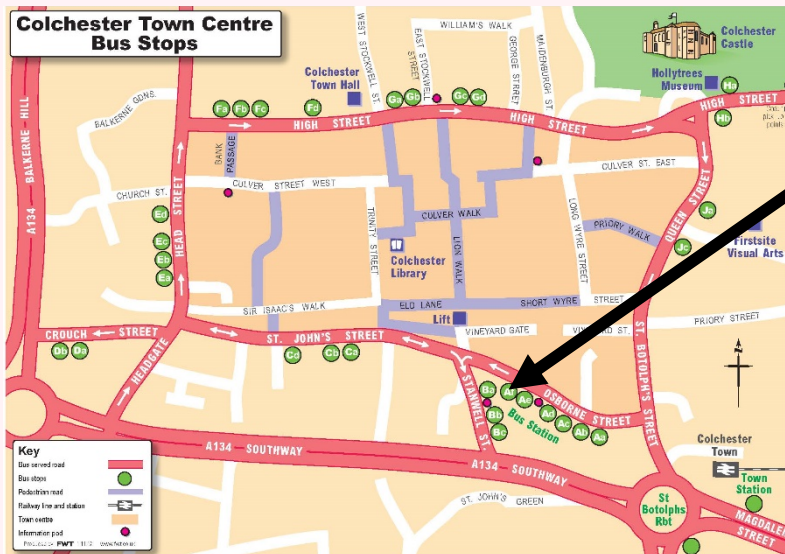 Colchester Town Centre
Bus Stops
WEST STOCKWELL ST.
EAST STOCKWELL
STREET
WILLIAM'S WALK
GEORGE STREET
MAIDENBURGH ST.
Colchester
Castle
Colchester
Town Hall
Hollytrees
Museum
Ha
Hb
HIGH STREET
BALKERNE GDNS.
BALKERNE HILL
A134
Fa
Fb
Fc
Fd
Ga
Gb
Gc
Gd
HIGH STREET
HIGH STREET
BANK
PASSAGE
CULVER ST. EAST
CHURCH ST.
CULVER STREET WEST
HEAD STREET
Ed
Ec
Eb
Ea
TRINITY
STREET
CULVER WALK
LION WALK
LONG WYRE STREET
QUEEN STREET
PRIORY WALK
Ja
Jc
Firstsite
Visual Arts
Colchester
Library
SIR ISAAC'S WALK
ELD LANE
SHORT WYRE
STREET
Lift
VINEYARD GATE
PRIORY STREET
CROUCH
STREET
Db
Da
HEADGATE
ST. JOHN'S STREET
Cd
Cb
Ca
STANWELL ST.
OSBORNE STREET
ST. BOTOLPH'S
STREET
Ba
Bb
Bc
Af
Ae
Ad
Ac
Ab
Aa
Bus Station
N
A134 SOUTHWAY
A134 SOUTHWAY
ST. JOHN'S
GREEN
St
Botolphs
Rbt
Colchester
Town
Town
Station
STREET
Key
Bus served road
Bus stops
Pedestrian road
Railway line and station
Town centre
Information pod
FWT